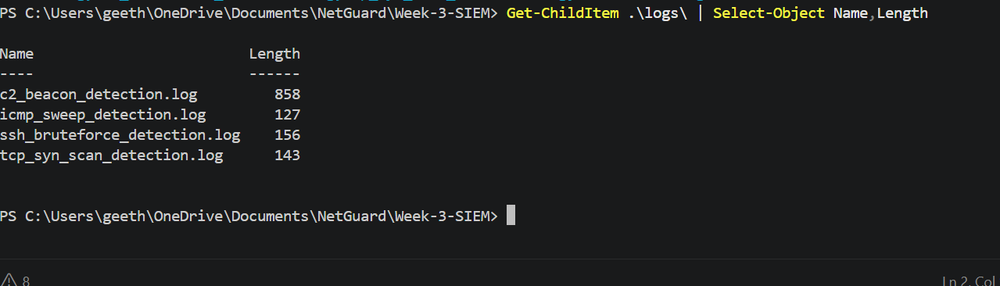 PS C:\Users\geeth\OneDrive\Documents\NetGuard\Week-3-SIEM> Get-ChildItem .\logs\ | Select-Object Name,Length
Name Length
---- ------
c2_beacon_detection.log 858
icmp_sweep_detection.log 127
ssh_bruteforce_detection.log 156
tcp_syn_scan_detection.log 143
PS C:\Users\geeth\OneDrive\Documents\NetGuard\Week-3-SIEM>
8 Ln 2, Col